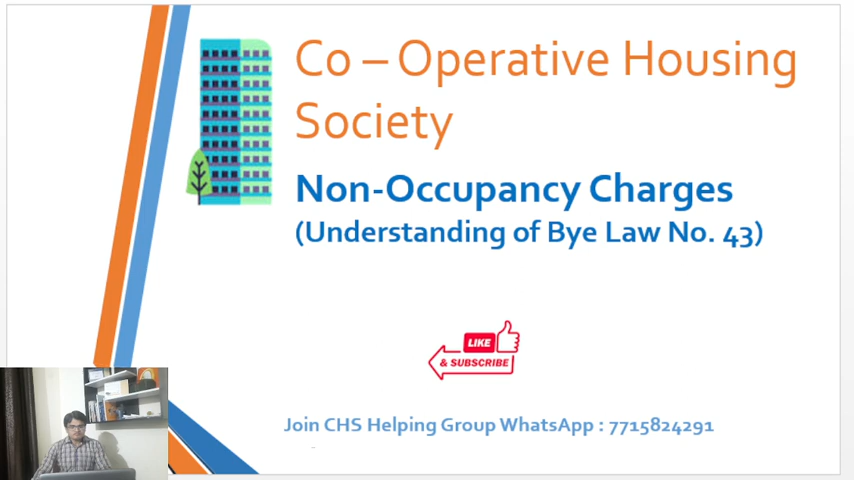 Co – Operative Housing
Society
Non-Occupancy Charges
(Understanding of Bye Law No. 43)
LIKE
& SUBSCRIBE
Join CHS Helping Group WhatsApp : 7715824291